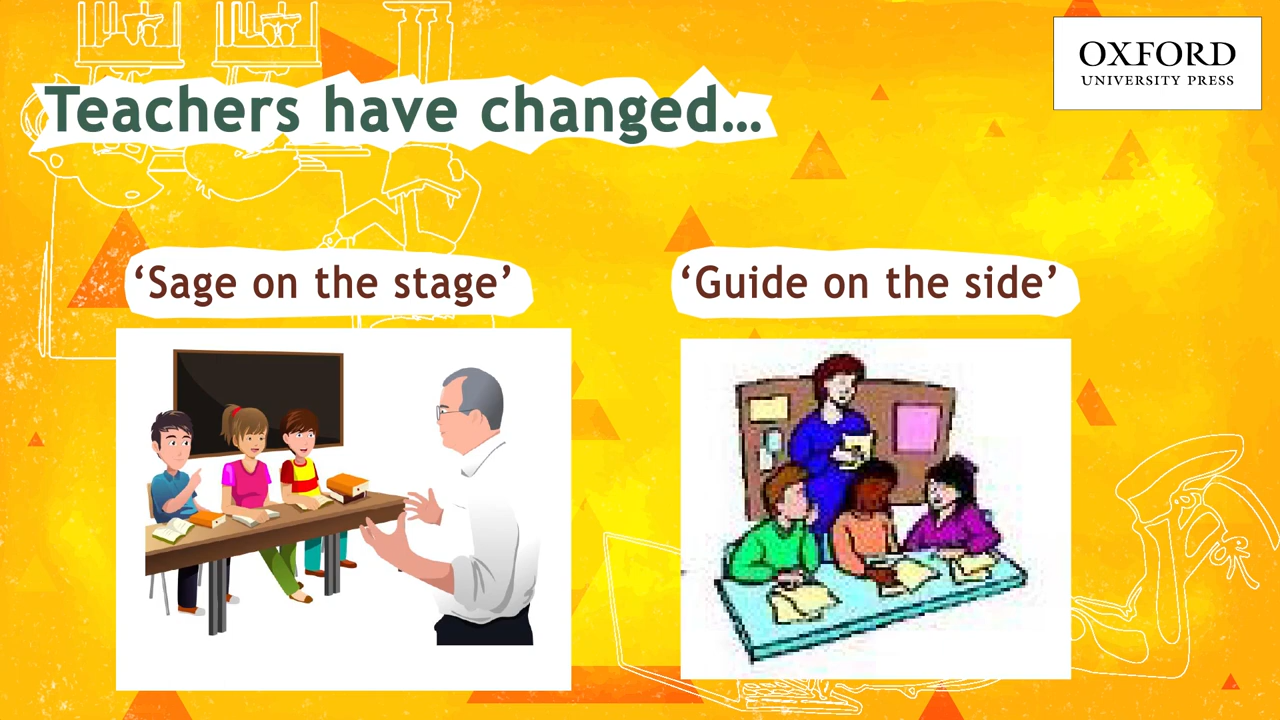 OXFORD
UNIVERSITY PRESS
Teachers have changed...
‘Sage on the stage’
‘Guide on the side’